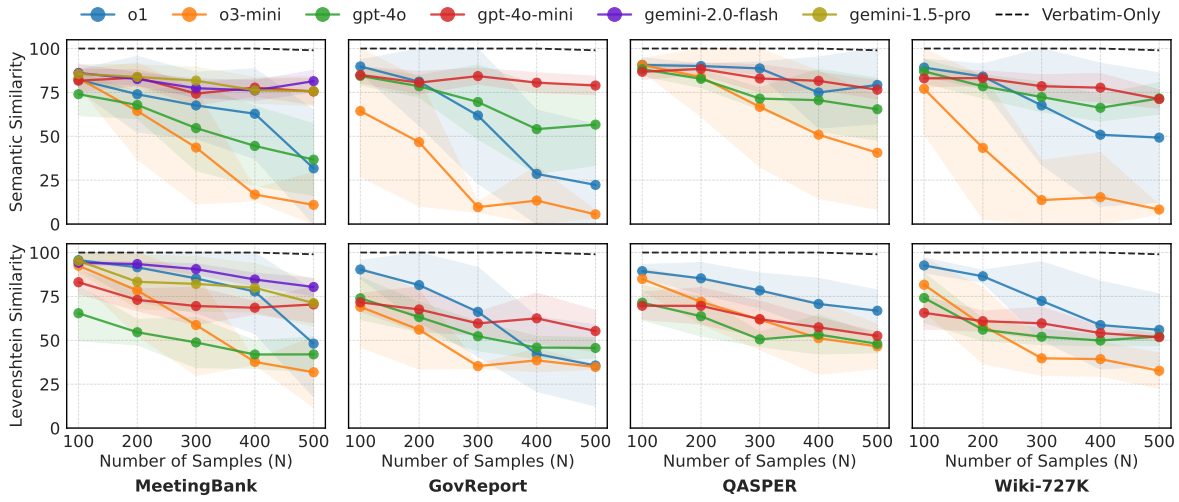 o1 o3-mini gpt-4o gpt-4o-mini gemini-2.0-flash gemini-1.5-pro Verbatim-Only
Semantic Similarity
100
75
50
25
0
Levenshtein Similarity
100
75
50
25
0
100 200 300 400 500 100 200 300 400 500 100 200 300 400 500 100 200 300 400 500
Number of Samples (N) Number of Samples (N) Number of Samples (N) Number of Samples (N)
MeetingBank GovReport QASPER Wiki-727K